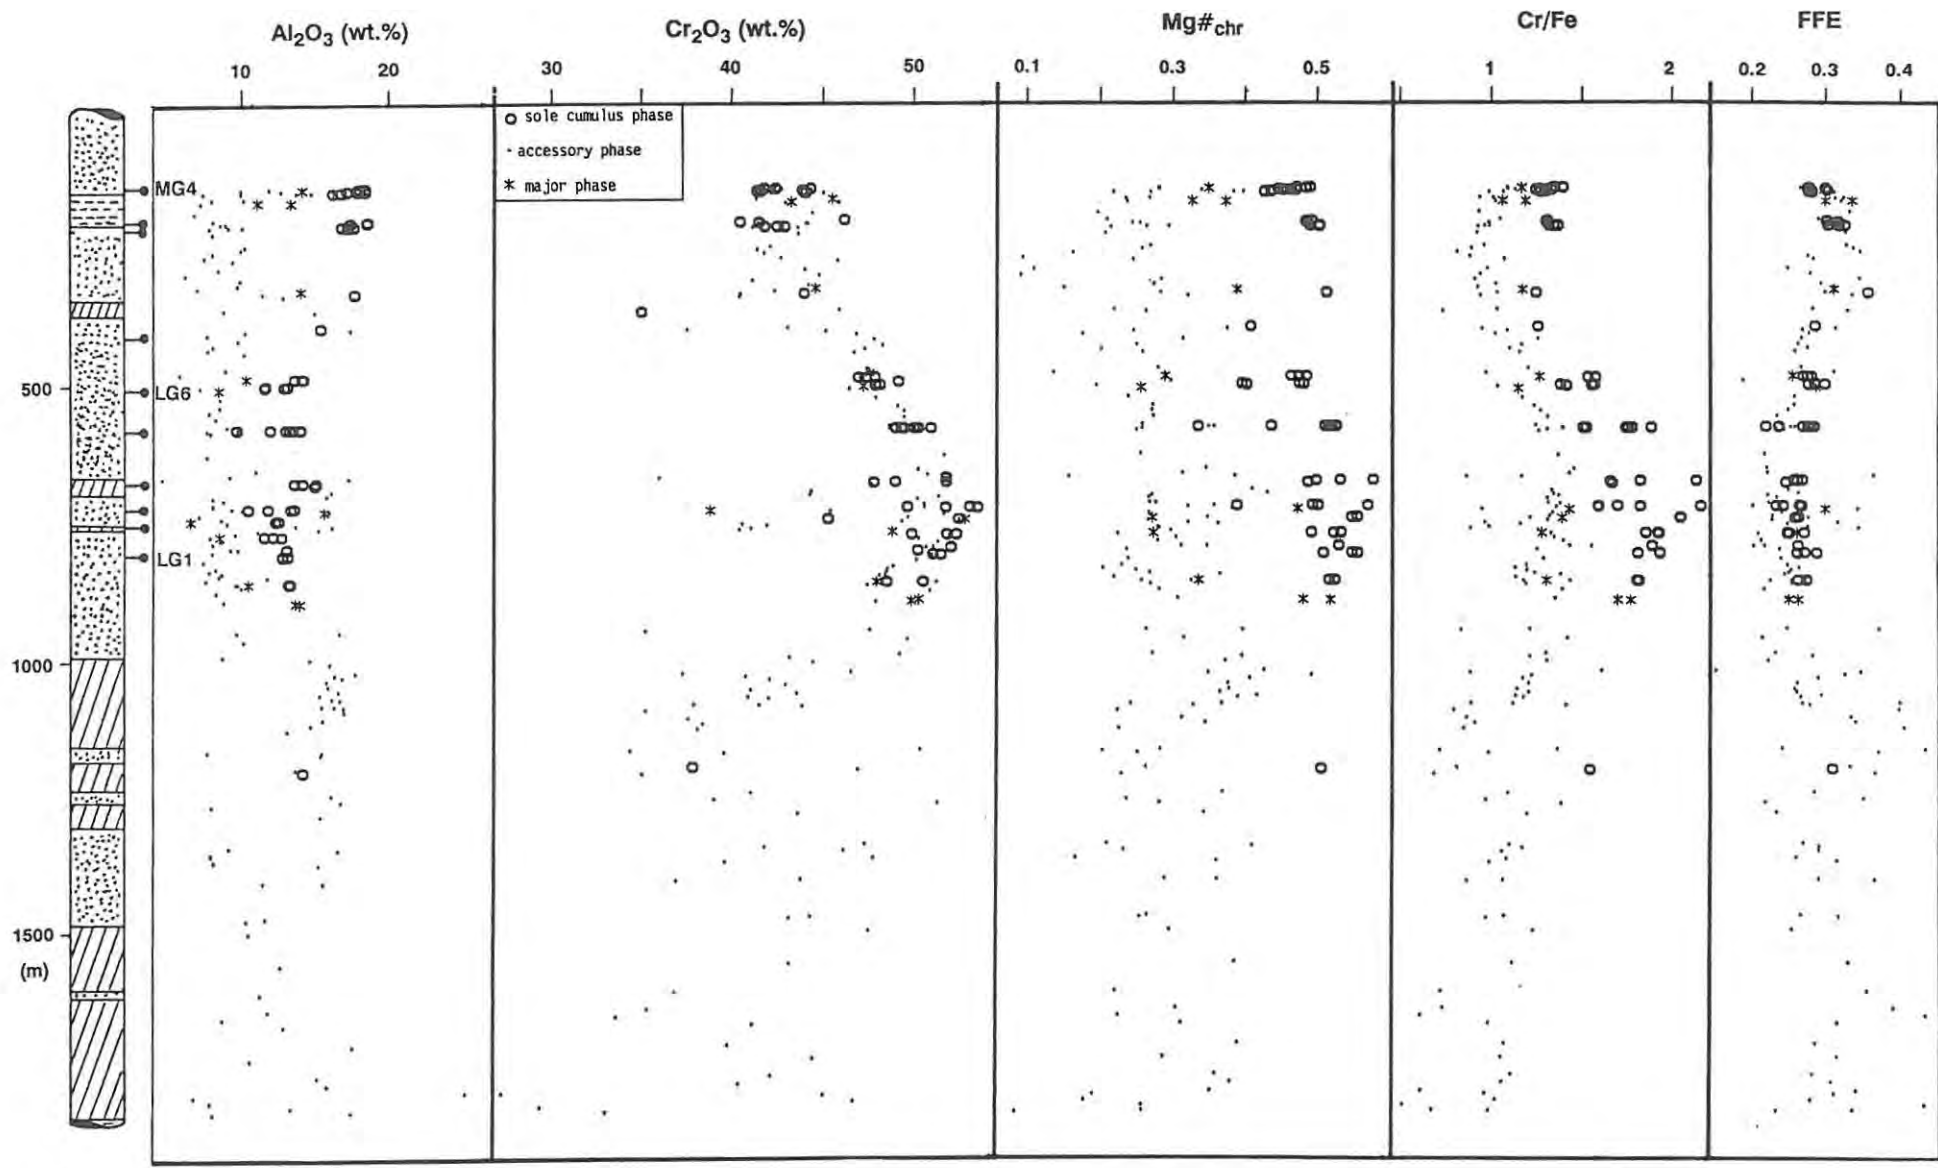 Al2O3 (wt.%) Cr2O3 (wt.%) Mg#chr Cr/Fe FFE
10 20 30 40 50 0.1 0.3 0.5 1 2 0.2 0.3 0.4
o sole cumulus phase
· accessory phase
* major phase
MG4
500
LG6
LG1
1000
1500
(m)